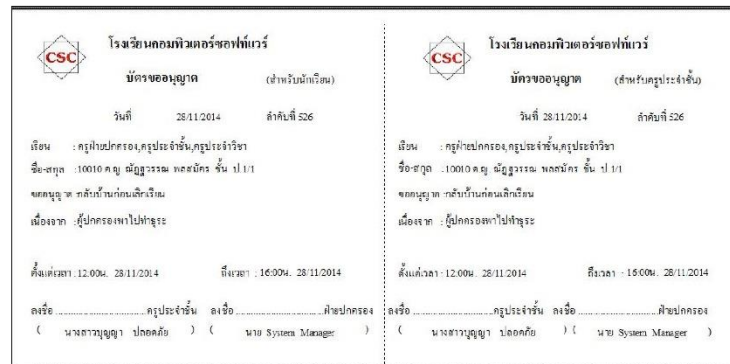 โรงเรียนคอมพิวเตอร์ซอฟท์แวร์
CSC
บัตรขออนุญาต (สำหรับนักเรียน)
วันที่ 28/11/2014 ลำดับที่ 526
เรียน : ครูฝ่ายปกครอง,ครูประจำชั้น,ครูประจำวิชา
ชื่อ-สกุล : 10010 ด.ญ ณัฏฐวรรณ พลสมัคร ชั้น ป.1/1
ขออนุญาต :กลับบ้านก่อนเลิกเรียน
เนื่องจาก : ผู้ปกครองพาไปทำธุระ
ตั้งแต่เวลา : 12.00น. 28/11/2014 ถึงเวลา : 16.00น. 28/11/2014
ลงชื่อ ........................ครูประจำชั้น ลงชื่อ ........................ฝ่ายปกครอง
( นางสาวบุญญา ปลอดภัย ) ( นาย System Manager )
โรงเรียนคอมพิวเตอร์ซอฟท์แวร์
CSC
บัตรขออนุญาต (สำหรับครูประจำชั้น)
วันที่ 28/11/2014 ลำดับที่ 526
เรียน : ครูฝ่ายปกครอง,ครูประจำชั้น,ครูประจำวิชา
ชื่อ-สกุล : 10010 ด.ญ ณัฏฐวรรณ พลสมัคร ชั้น ป.1/1
ขออนุญาต :กลับบ้านก่อนเลิกเรียน
เนื่องจาก : ผู้ปกครองพาไปทำธุระ
ตั้งแต่เวลา : 12.00น. 28/11/2014 ถึงเวลา : 16.00น. 28/11/2014
ลงชื่อ ........................ครูประจำชั้น ลงชื่อ ........................ฝ่ายปกครอง
( นางสาวบุญญา ปลอดภัย ) ( นาย System Manager )